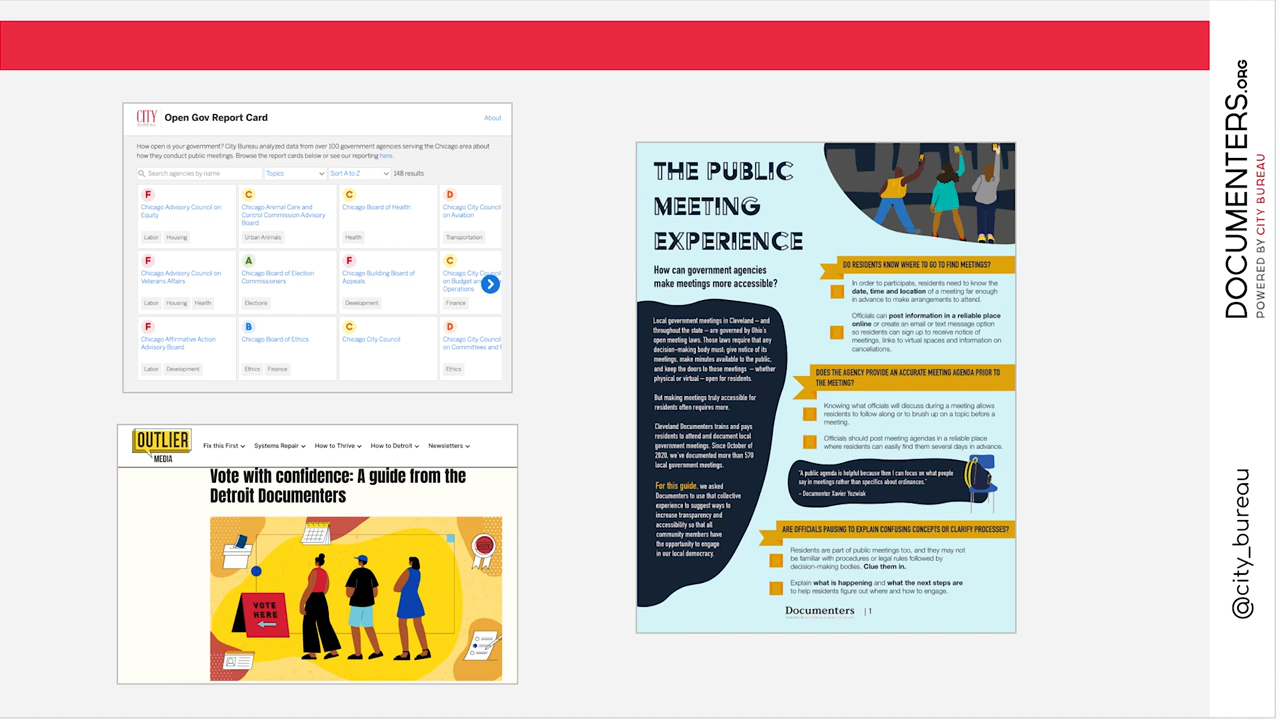 CITY
BUREAU
Open Gov Report Card
About
How open is your government? City Bureau analyzed data from over 100 government agencies serving the Chicago area about
how they conduct public meetings. Browse the report cards below or see our reporting here.
Search agencies by name
Topics
Sort A to Z
148 results
F
Chicago Advisory Council on
Equity
Labor Housing
C
Chicago Animal Care and
Control Commission Advisory
Board
Urban Animals
C
Chicago Board of Health
Health
D
Chicago City Council
on Aviation
Transportation
F
Chicago Advisory Council on
Veterans Affairs
Labor Housing Health
A
Chicago Board of Election
Commissioners
Elections
F
Chicago Building Board of
Appeals
Development
C
Chicago City Council
on Budget an
Operations
Finance
F
Chicago Affirmative Action
Advisory Board
Labor Development
B
Chicago Board of Ethics
Ethics Finance
C
Chicago City Council
D
Chicago City Council
on Committees and
Ethics
OUTLIER
MEDIA
Fix this First
Systems Repair
How to Thrive
How to Detroit
Newsletters
Vote with confidence: A guide from the
Detroit Documenters
VOTE
HERE
THE PUBLIC
MEETING
EXPERIENCE
How can government agencies
make meetings more accessible?
Local government meetings in Cleveland – and
throughout the state – are governed by Ohio's
open meeting laws. Those laws require that any
decision-making body must: give notice of its
meetings, make minutes available to the public,
and keep the doors to those meetings – whether
physical or virtual – open for residents.
But making meetings truly accessible for
residents often requires more.
Cleveland Documenters trains and pays
residents to attend and document local
government meetings. Since October of
2020, we've documented more than 570
local government meetings.
For this guide, we asked
Documenters to use that collective
experience to suggest ways to
increase transparency and
accessibility so that all
community members have
the opportunity to engage
in our local democracy.
DO RESIDENTS KNOW WHERE TO GO TO FIND MEETINGS?
In order to participate, residents need to know the
date, time and location of a meeting far enough
in advance to make arrangements to attend.
Officials can post information in a reliable place
online or create an email or text message option
so residents can sign up to receive notice of
meetings, links to virtual spaces and information on
cancellations.
DOES THE AGENCY PROVIDE AN ACCURATE MEETING AGENDA PRIOR TO
THE MEETING?
Knowing what officials will discuss during a meeting allows
residents to follow along or to brush up on a topic before a
meeting.
Officials should post meeting agendas in a reliable place
where residents can easily find them several days in advance.
"A public agenda is helpful because then I can focus on what people
say in meetings rather than specifics about ordinances."
– Documenter Xavier Yozwiak
ARE OFFICIALS PAUSING TO EXPLAIN CONFUSING CONCEPTS OR CLARIFY PROCESSES?
Residents are part of public meetings too, and they may not
be familiar with procedures or legal rules followed by
decision-making bodies. Clue them in.
Explain what is happening and what the next steps are
to help residents figure out where and how to engage.
Documenters | 1
DOCUMENTERS.ORG
POWERED BY CITY BUREAU
@city_bureau